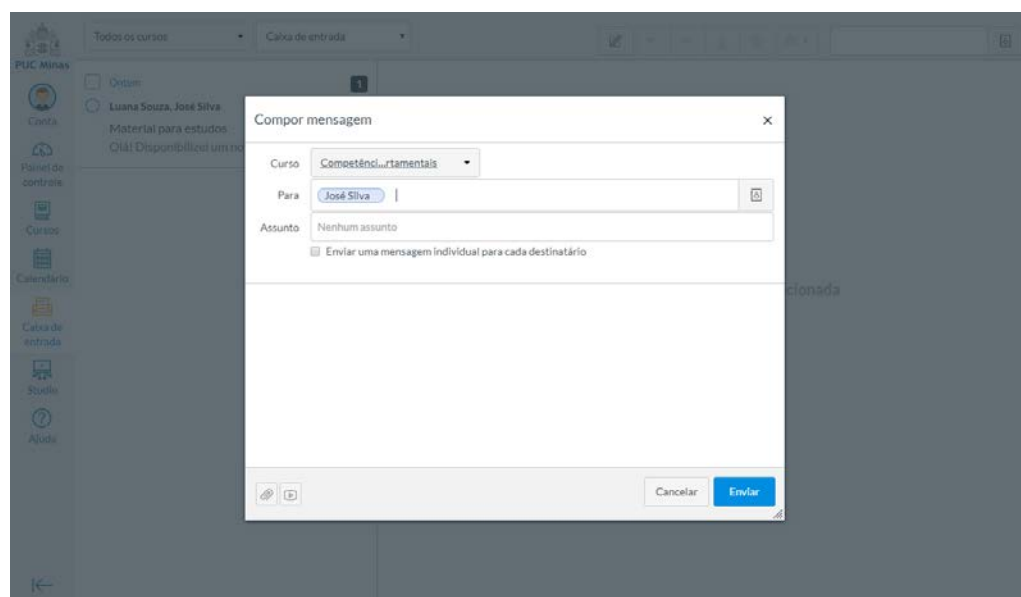 PUC Minas
Conta
Painel de
controle
Cursos
Calendário
Caixa de
entrada
Studio
Ajuda
Todos os cursos
Caixa de entrada
Ontem
1
Luana Souza, José Silva
Material para estudos
Olá! Disponibilizei um no
cionada
Compor mensagem
Curso
Competênci...rtamentais
Para
José Silva
Assunto
Nenhum assunto
Enviar uma mensagem individual para cada destinatário
Cancelar
Enviar